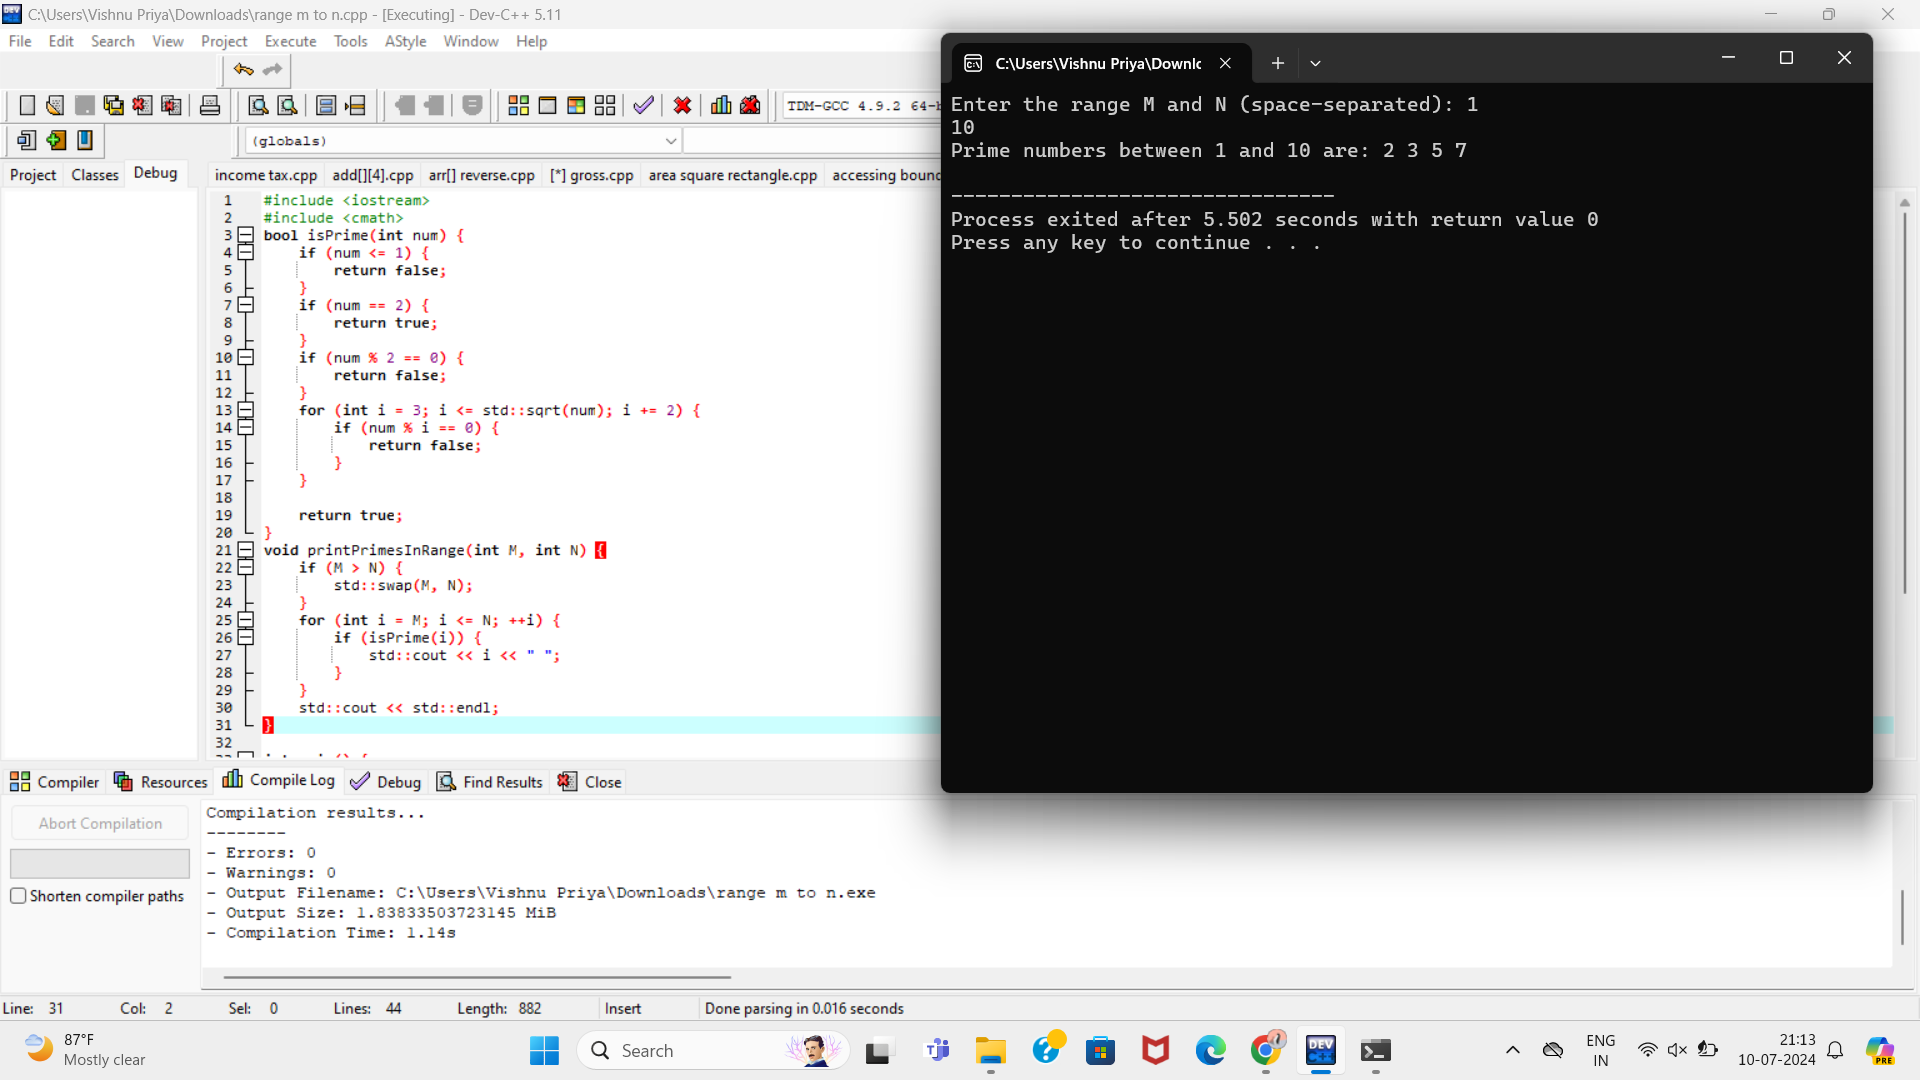 C:\Users\Vishnu Priya\Downloads\range m to n.cpp - [Executing] - Dev-C++ 5.11
File Edit Search View Project Execute Tools AStyle Window Help
TDM-GCC 4.9.2 64-b
(globals)
Project Classes Debug
income tax.cpp add[][4].cpp arr[] reverse.cpp [*] gross.cpp area square rectangle.cpp accessing bound
1 #include <iostream>
2 #include <cmath>
3 bool isPrime(int num) {
4 if (num <= 1) {
5 return false;
6 }
7 if (num == 2) {
8 return true;
9 }
10 if (num % 2 == 0) {
11 return false;
12 }
13 for (int i = 3; i <= std::sqrt(num); i += 2) {
14 if (num % i == 0) {
15 return false;
16 }
17 }
18
19 return true;
20 }
21 void printPrimesInRange(int M, int N) {
22 if (M > N) {
23 std::swap(M, N);
24 }
25 for (int i = M; i <= N; ++i) {
26 if (isPrime(i)) {
27 std::cout << i << " ";
28 }
29 }
30 std::cout << std::endl;
31 }
32
C:\Users\Vishnu Priya\Downlc
Enter the range M and N (space-separated): 1
10
Prime numbers between 1 and 10 are: 2 3 5 7
--------------------------------
Process exited after 5.502 seconds with return value 0
Press any key to continue . . .
Compiler Resources Compile Log Debug Find Results Close
Abort Compilation
Shorten compiler paths
Compilation results...
--------
- Errors: 0
- Warnings: 0
- Output Filename: C:\Users\Vishnu Priya\Downloads\range m to n.exe
- Output Size: 1.83833503723145 MiB
- Compilation Time: 1.14s
Line: 31 Col: 2 Sel: 0 Lines: 44 Length: 882 Insert Done parsing in 0.016 seconds
87°F
Mostly clear
Search
DEV
ENG
IN
21:13
10-07-2024
PRE